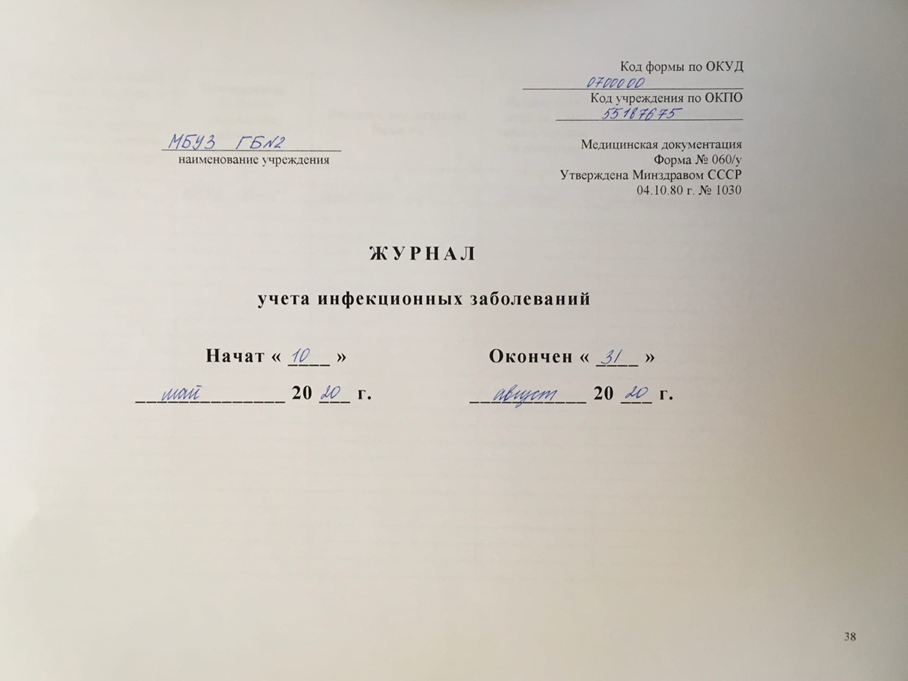 Код формы по ОКУД
0700000
Код учреждения по ОКПО
55187675
МБУЗ ГБ№2
наименование учреждения
Медицинская документация
Форма № 060/у
Утверждена Минздравом СССР
04.10.80 г. № 1030
ЖУРНАЛ
учета инфекционных заболеваний
Начат « 10 » Окончен « 31 »
май 20 20 г. август 20 20 г.
38